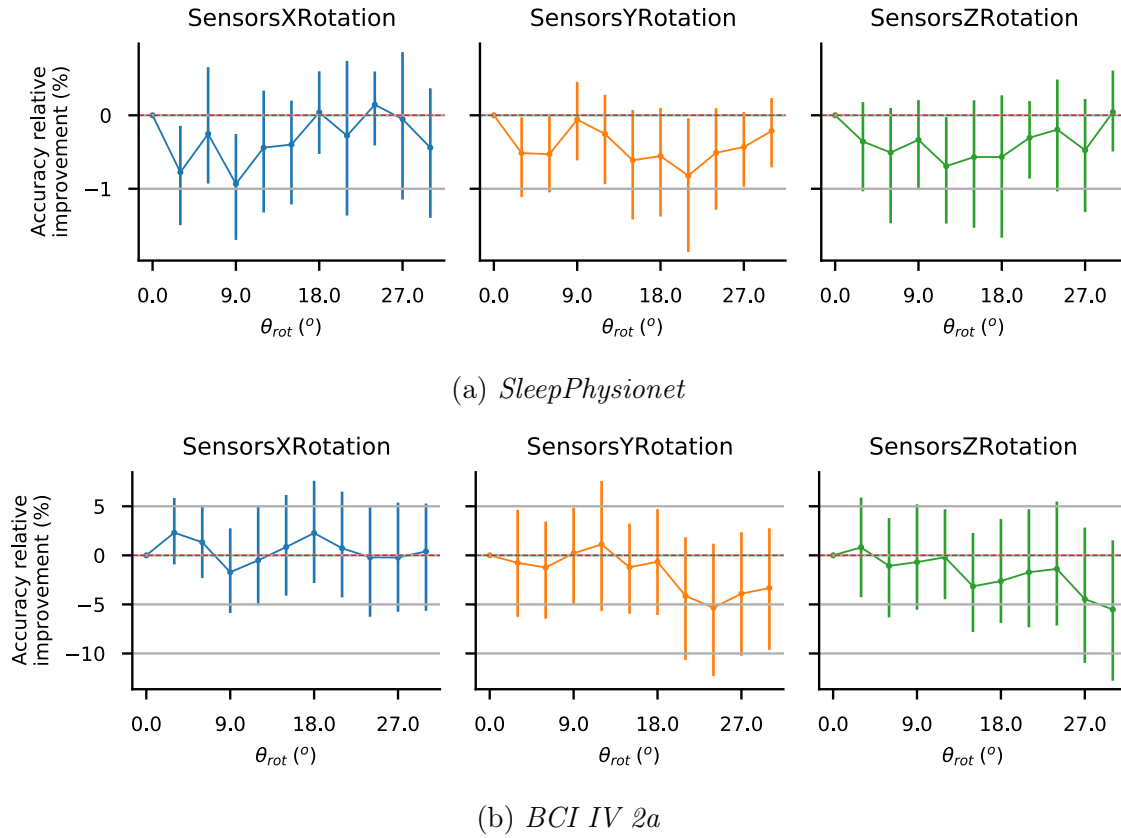 SensorsXRotation SensorsYRotation SensorsZRotation
Accuracy relative
improvement (%)
0
−1
0.0 9.0 18.0 27.0 0.0 9.0 18.0 27.0 0.0 9.0 18.0 27.0
θrot (o) θrot (o) θrot (o)
(a) SleepPhysionet
SensorsXRotation SensorsYRotation SensorsZRotation
Accuracy relative
improvement (%)
5
0
−5
−10
0.0 9.0 18.0 27.0 0.0 9.0 18.0 27.0 0.0 9.0 18.0 27.0
θrot (o) θrot (o) θrot (o)
(b) BCI IV 2a